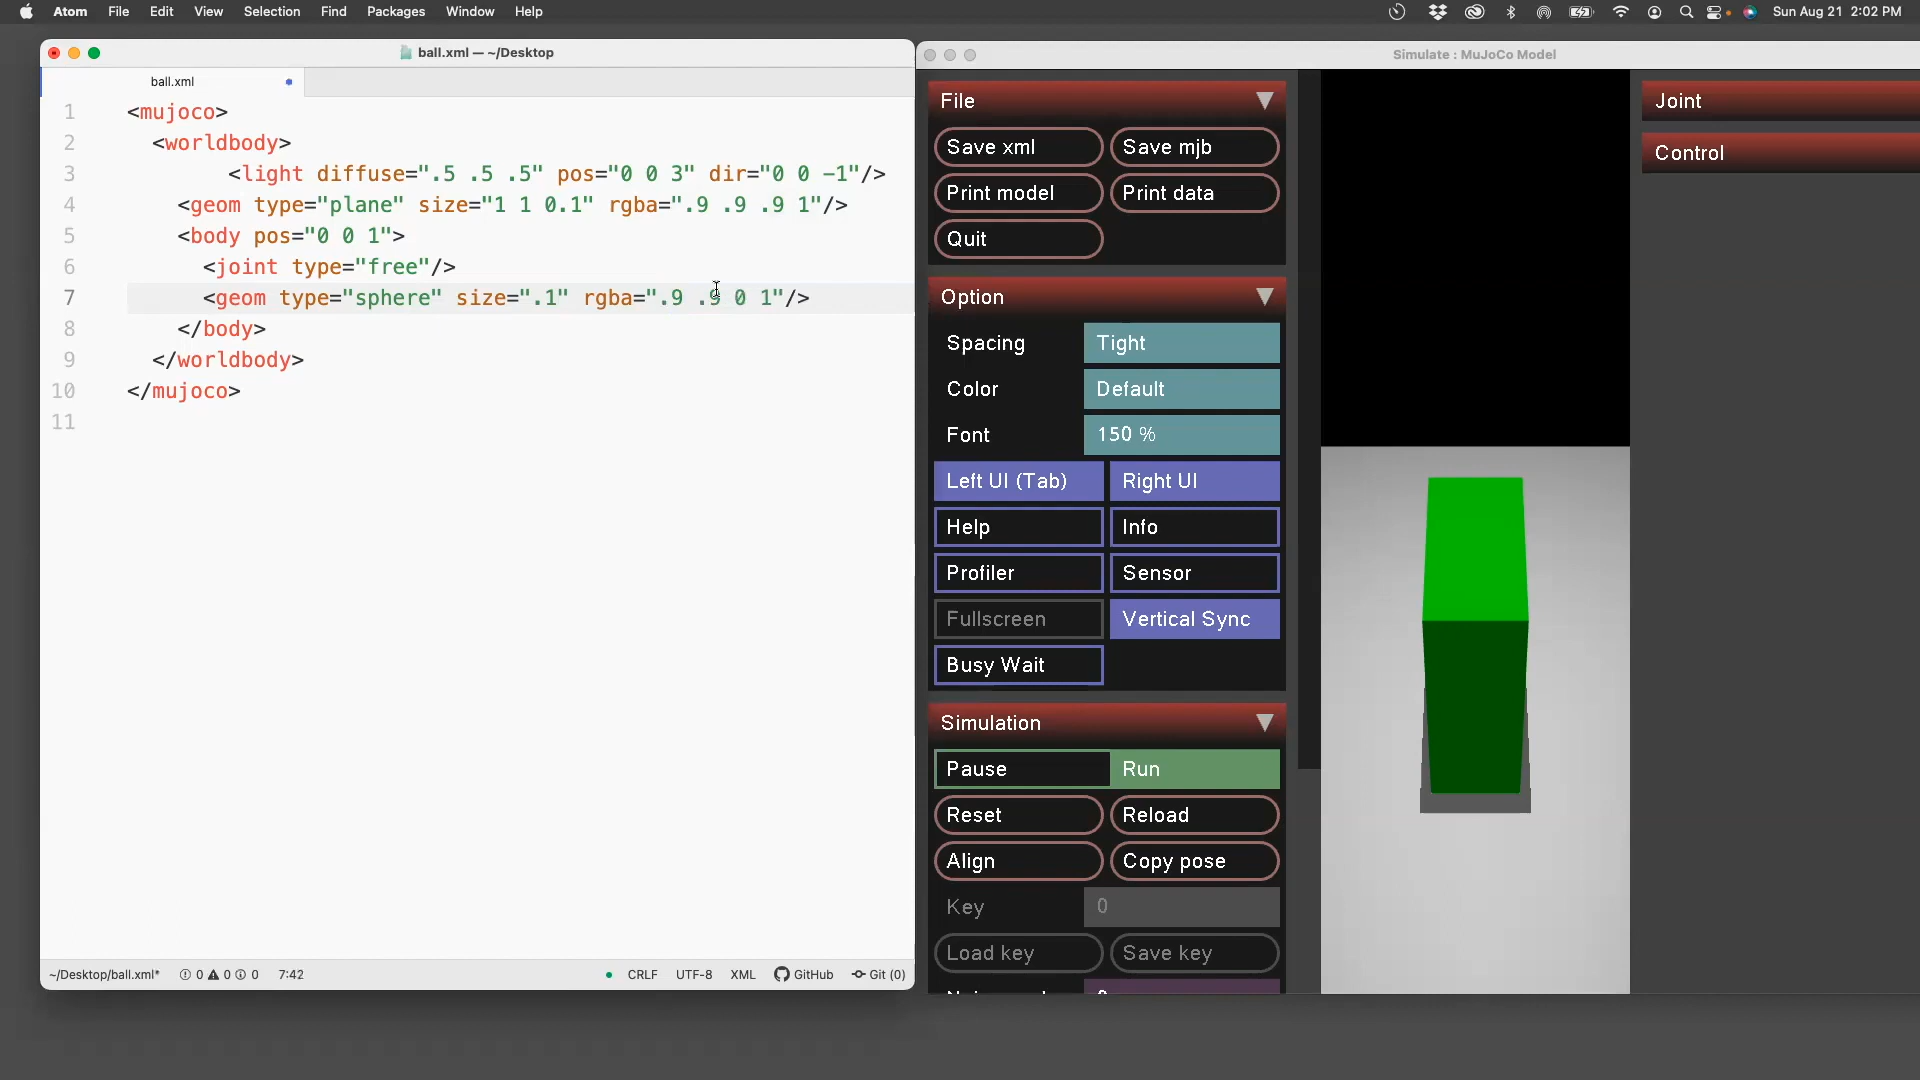 Atom File Edit View Selection Find Packages Window Help
Sun Aug 21 2:02 PM
ball.xml — ~/Desktop
ball.xml
1 <mujoco>
2 <worldbody>
3 <light diffuse=".5 .5 .5" pos="0 0 3" dir="0 0 -1"/>
4 <geom type="plane" size="1 1 0.1" rgba=".9 .9 .9 1"/>
5 <body pos="0 0 1">
6 <joint type="free"/>
7 <geom type="sphere" size=".1" rgba=".9 .9 0 1"/>
8 </body>
9 </worldbody>
10 </mujoco>
11
~/Desktop/ball.xml* 0 0 0 7:42 CRLF UTF-8 XML GitHub Git (0)
Simulate : MuJoCo Model
File
Save xml Save mjb
Print model Print data
Quit
Option
Spacing Tight
Color Default
Font 150 %
Left UI (Tab) Right UI
Help Info
Profiler Sensor
Fullscreen Vertical Sync
Busy Wait
Simulation
Pause Run
Reset Reload
Align Copy pose
Key 0
Load key Save key
Joint
Control